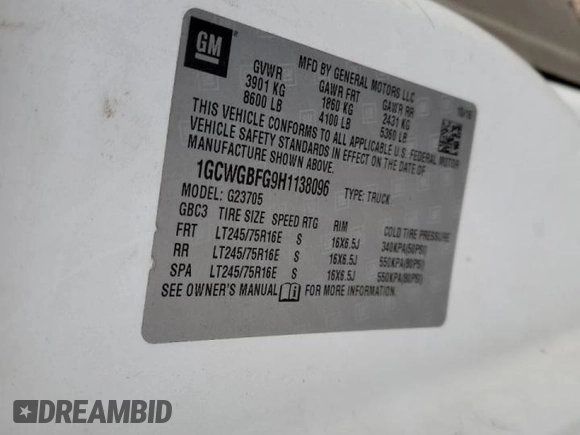 GM
MFD BY GENERAL MOTORS LLC
GVWR GAWR FRT GAWR RR
3901 KG 1860 KG 2431 KG
8600 LB 4100 LB 5360 LB
THIS VEHICLE CONFORMS TO ALL APPLICABLE U.S. FEDERAL MOTOR
VEHICLE SAFETY STANDARDS IN EFFECT ON THE DATE OF
MANUFACTURE SHOWN ABOVE.
1GCWGBFG9H1138096 TYPE: TRUCK
MODEL: G23705
GBC3 TIRE SIZE SPEED RTG RIM COLD TIRE PRESSURE
FRT LT245/75R16E S 16X6.5J 340KPA(50PSI)
RR LT245/75R16E S 16X6.5J 550KPA(80PSI)
SPA LT245/75R16E S 16X6.5J 550KPA(80PSI)
SEE OWNER'S MANUAL FOR MORE INFORMATION.
DREAMBID